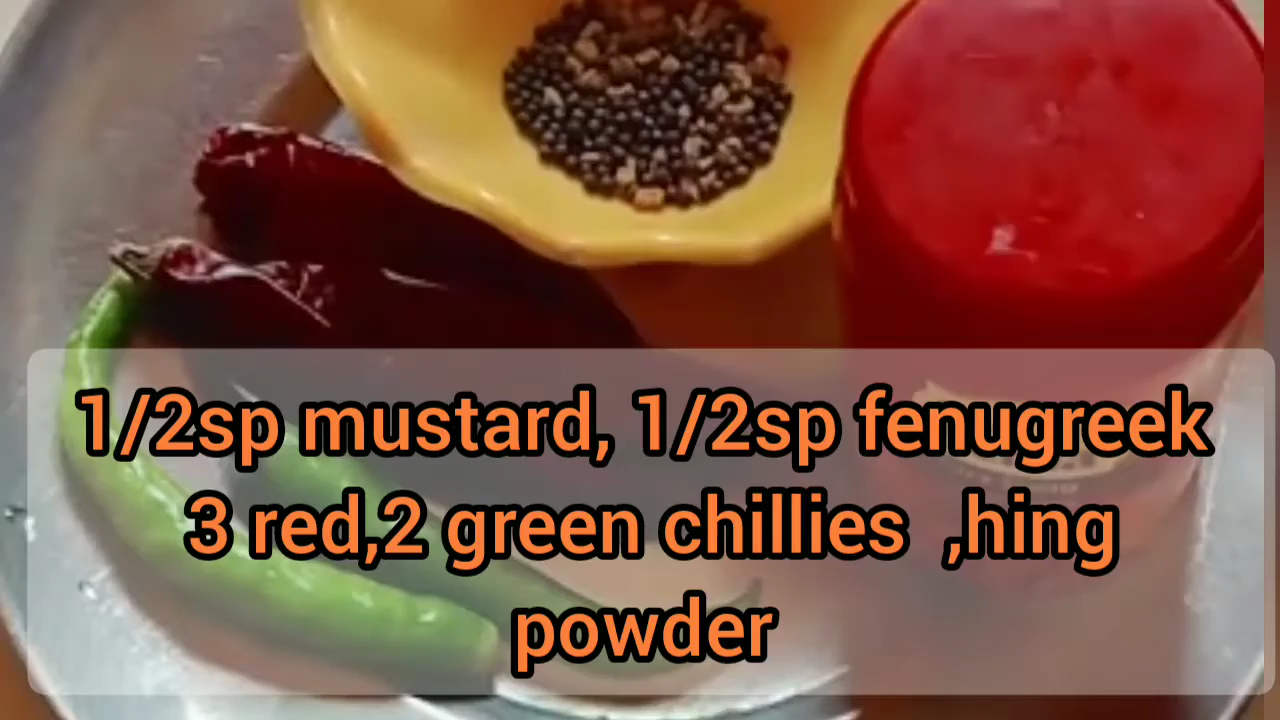 1/2sp mustard, 1/2sp fenugreek
3 red,2 green chillies  ,hing
powder